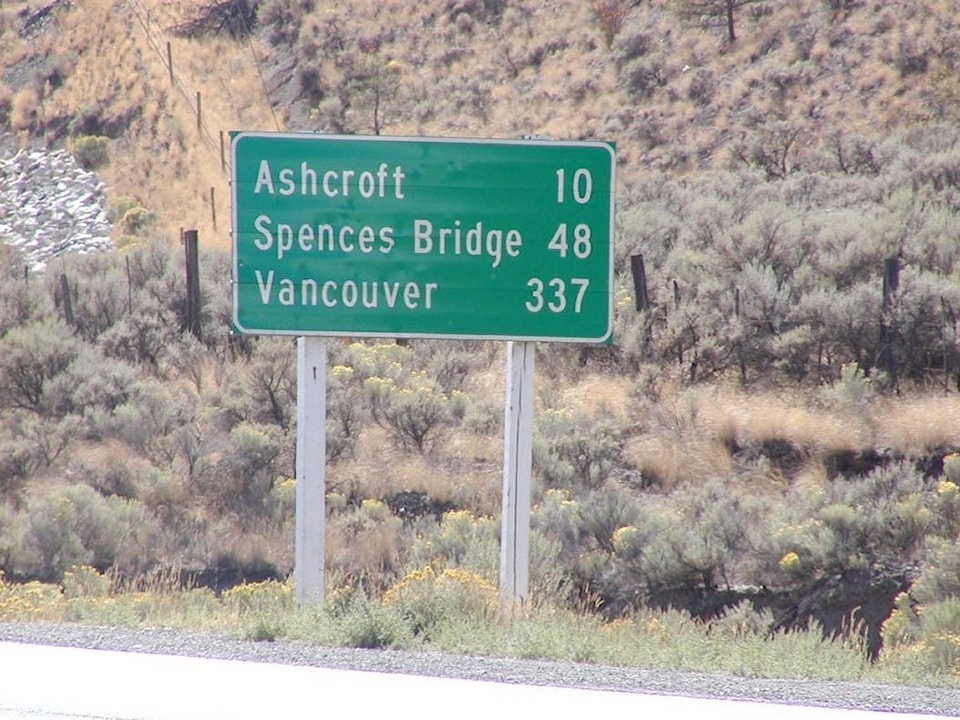 Ashcroft 10
Spences Bridge 48
Vancouver 337